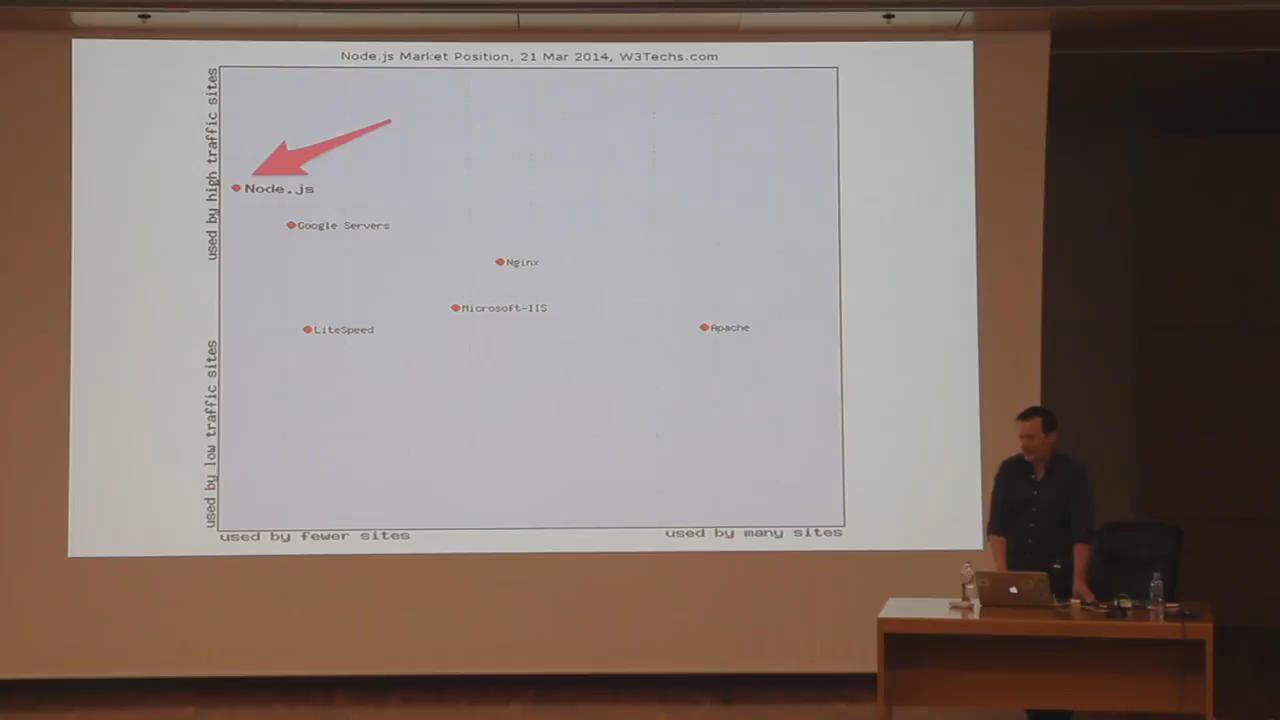 Node.js Market Position, 21 Mar 2014, W3Techs.com
used by high traffic sites
Node.js
Google Servers
Nginx
Microsoft-IIS
LiteSpeed
Apache
used by low traffic sites
used by fewer sites
used by many sites